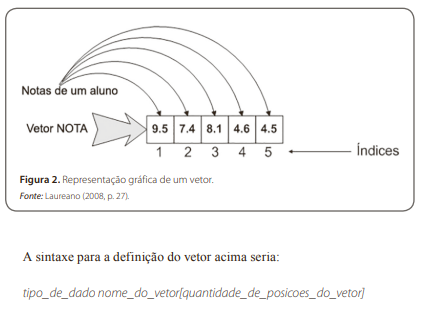 Notas de um aluno
Vetor NOTA
9.5 7.4 8.1 4.6 4.5
1 2 3 4 5
Índices
Figura 2. Representação gráfica de um vetor.
Fonte: Laureano (2008, p. 27).
A sintaxe para a definição do vetor acima seria:
tipo_de_dado nome_do_vetor[quantidade_de_posicoes_do_vetor]